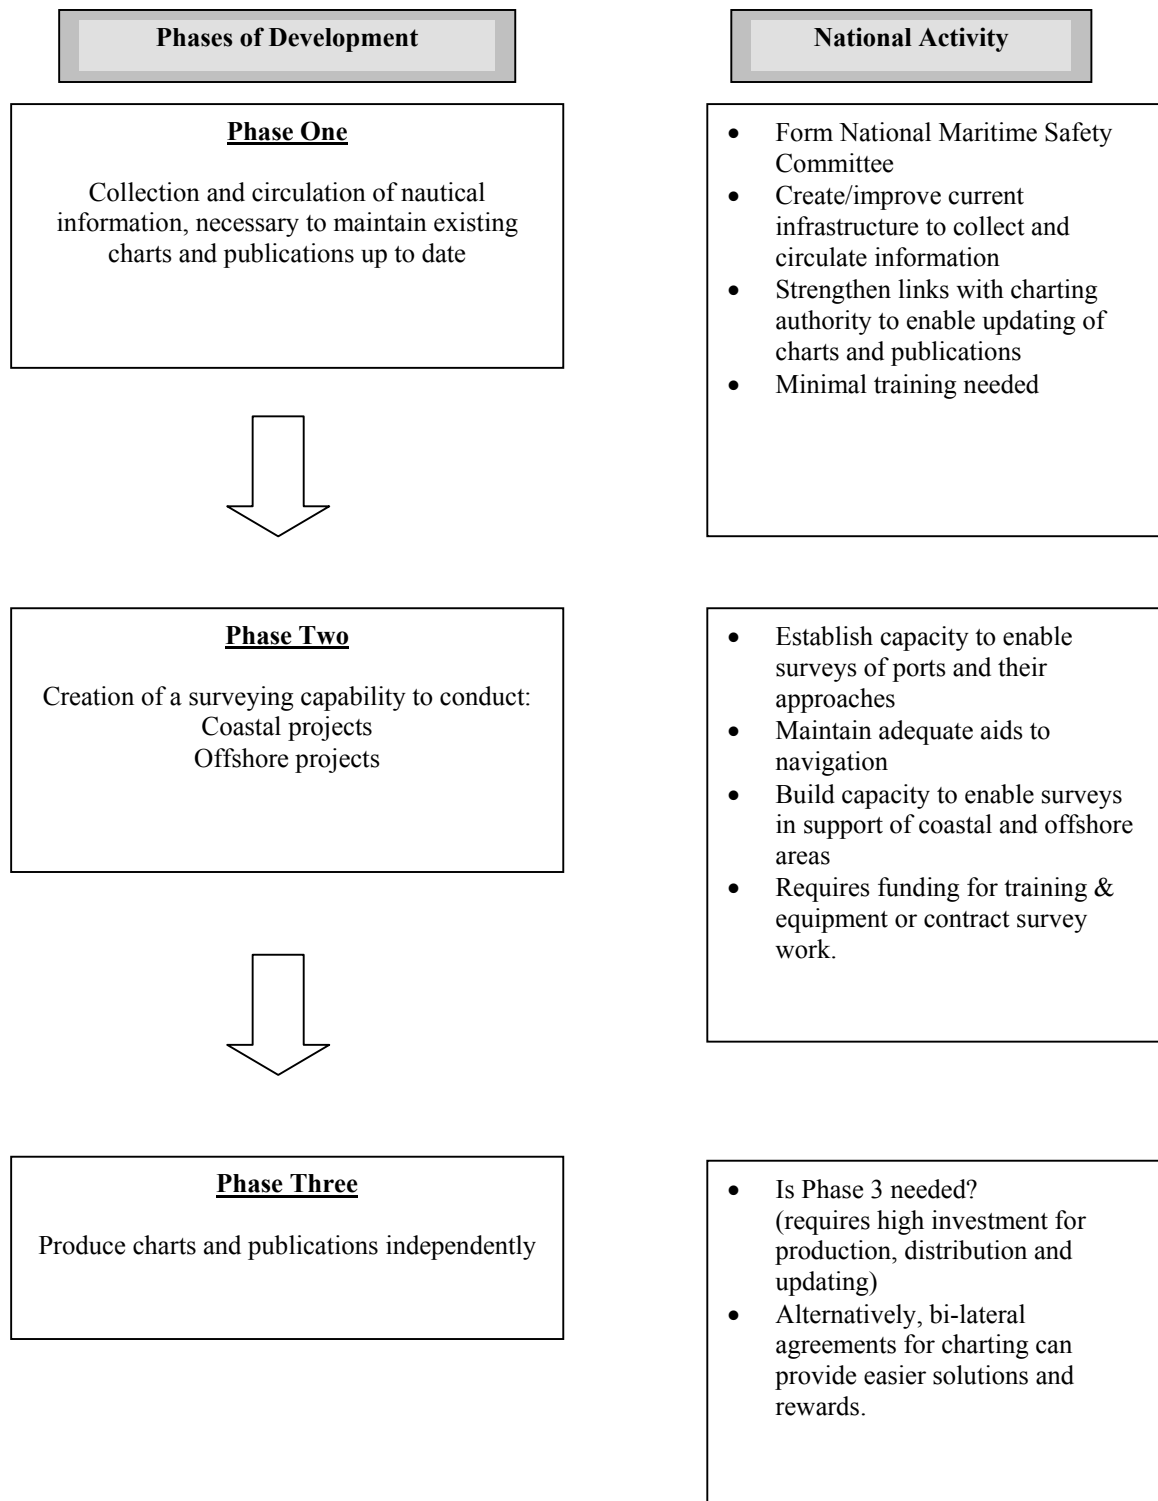 Phases of Development
National Activity
Phase One
Collection and circulation of nautical
information, necessary to maintain existing
charts and publications up to date
• Form National Maritime Safety
Committee
• Create/improve current
infrastructure to collect and
circulate information
• Strengthen links with charting
authority to enable updating of
charts and publications
• Minimal training needed
Phase Two
Creation of a surveying capability to conduct:
Coastal projects
Offshore projects
• Establish capacity to enable
surveys of ports and their
approaches
• Maintain adequate aids to
navigation
• Build capacity to enable surveys
in support of coastal and offshore
areas
• Requires funding for training &
equipment or contract survey
work.
Phase Three
Produce charts and publications independently
• Is Phase 3 needed?
(requires high investment for
production, distribution and
updating)
• Alternatively, bi-lateral
agreements for charting can
provide easier solutions and
rewards.